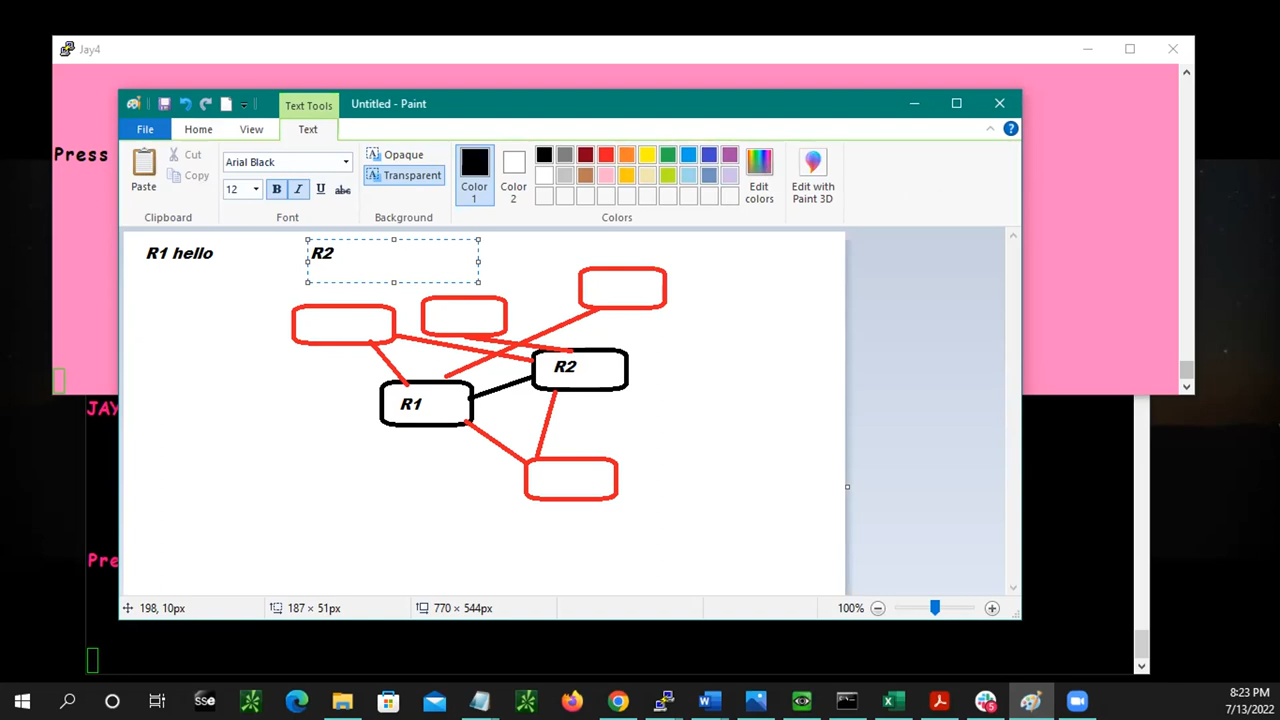 Jay4
Press
Untitled - Paint
Text Tools
File
Home
View
Text
Paste
Cut
Copy
Clipboard
Arial Black
12
B
I
U
abc
Font
Opaque
Transparent
Background
Color 1
Color 2
Edit colors
Edit with Paint 3D
Colors
R1 hello
R2
R2
R1
JAY
Pre
198, 10px
187 × 51px
770 × 544px
100%
sse
5
8:23 PM
7/13/2022